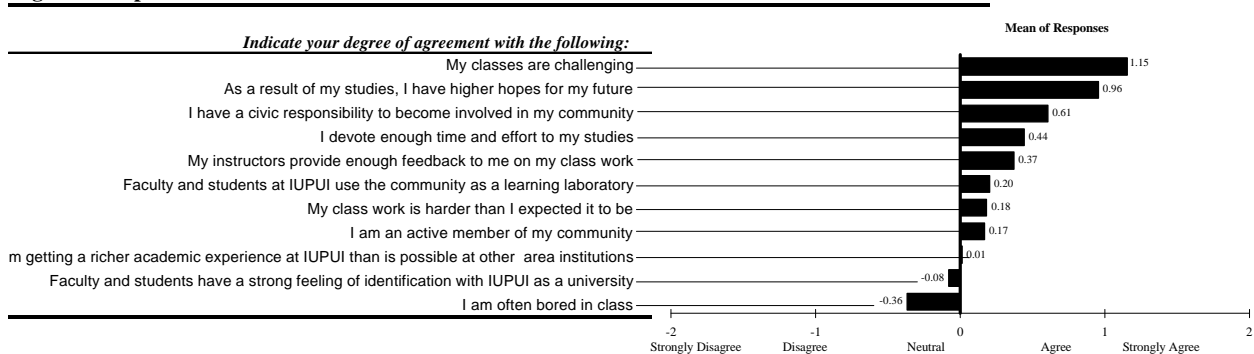 Mean of Responses
Indicate your degree of agreement with the following:
My classes are challenging 1.15
As a result of my studies, I have higher hopes for my future 0.96
I have a civic responsibility to become involved in my community 0.61
I devote enough time and effort to my studies 0.44
My instructors provide enough feedback to me on my class work 0.37
Faculty and students at IUPUI use the community as a learning laboratory 0.20
My class work is harder than I expected it to be 0.18
I am an active member of my community 0.17
m getting a richer academic experience at IUPUI than is possible at other area institutions 0.01
Faculty and students have a strong feeling of identification with IUPUI as a university -0.08
I am often bored in class -0.36
-2 -1 0 1 2
Strongly Disagree Disagree Neutral Agree Strongly Agree